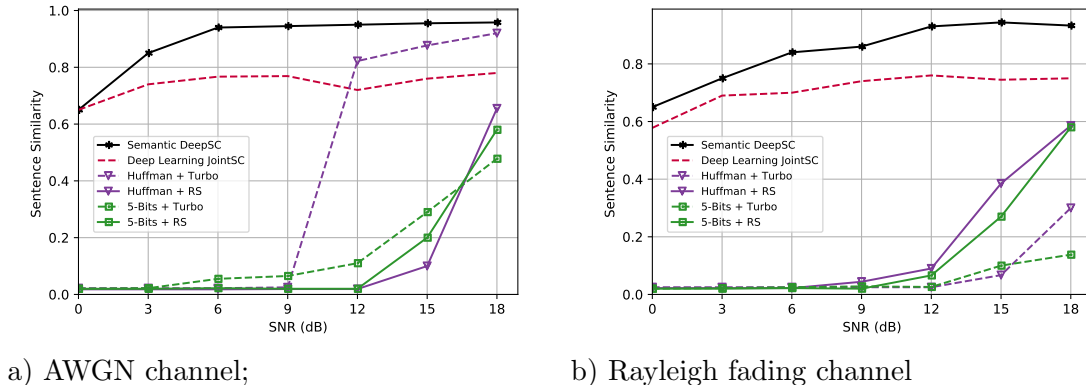 1.0
0.8
0.6
0.4
0.2
0.0
Sentence Similarity
Semantic DeepSC
Deep Learning JointSC
Huffman + Turbo
Huffman + RS
5-Bits + Turbo
5-Bits + RS
0 3 6 9 12 15 18
SNR (dB)
a) AWGN channel;
0.8
0.6
0.4
0.2
0.0
Sentence Similarity
Semantic DeepSC
Deep Learning JointSC
Huffman + Turbo
Huffman + RS
5-Bits + Turbo
5-Bits + RS
0 3 6 9 12 15 18
SNR (dB)
b) Rayleigh fading channel